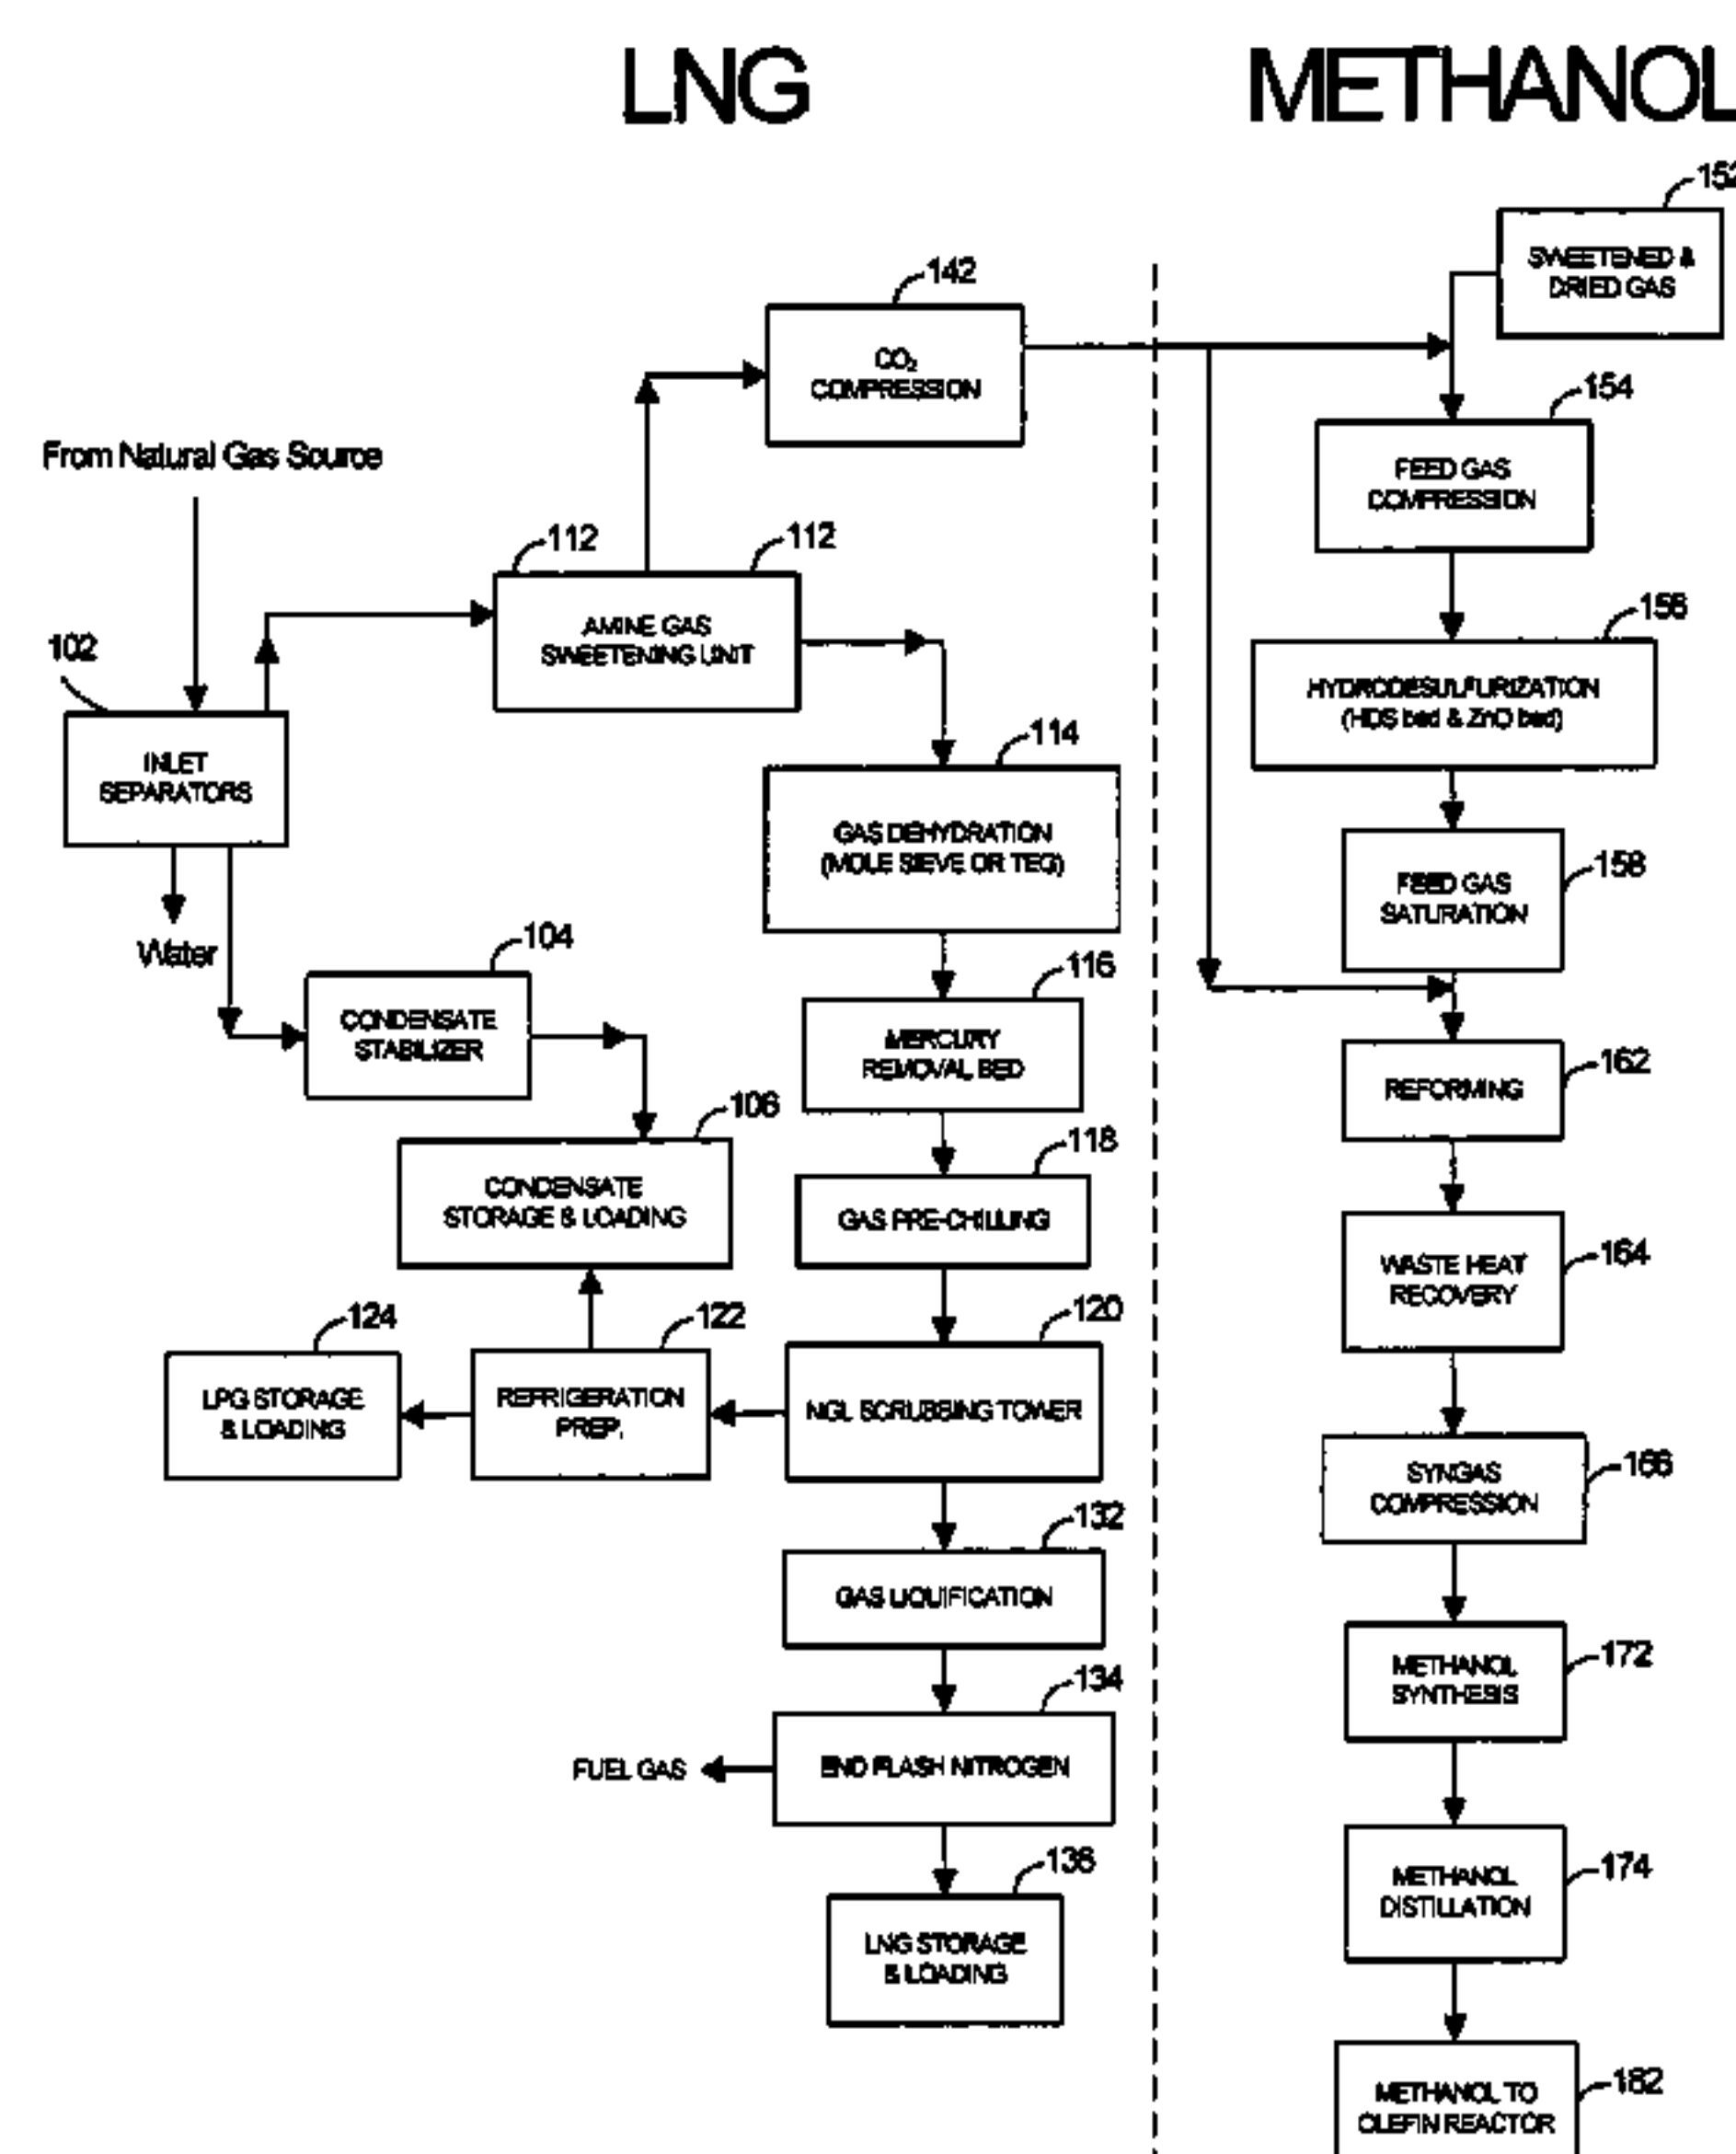 LNG
METHANOL
152
SWEETENED &
DRIED GAS
142
CO₂
COMPRESSION
154
FEED GAS
COMPRESSION
From Natural Gas Source
112
112
AMINE GAS
SWEETENING UNIT
102
INLET
SEPARATORS
156
HYDRODESULFURIZATION
(HDS bed & ZnO bed)
114
GAS DEHYDRATION
(MOLE SIEVE OR TEG)
158
FEED GAS
SATURATION
Water
104
CONDENSATE
STABILIZER
116
MERCURY
REMOVAL BED
162
REFORMING
106
CONDENSATE
STORAGE & LOADING
118
GAS PRE-CHILLING
164
WASTE HEAT
RECOVERY
124
LPG STORAGE
& LOADING
122
REFRIGERATION
PREP.
120
NGL SCRUBBING TOWER
166
SYNGAS
COMPRESSION
132
GAS LIQUIFICATION
172
METHANOL
SYNTHESIS
134
END FLASH NITROGEN
FUEL GAS
174
METHANOL
DISTILLATION
136
LNG STORAGE
& LOADING
182
METHANOL TO
OLEFIN REACTOR